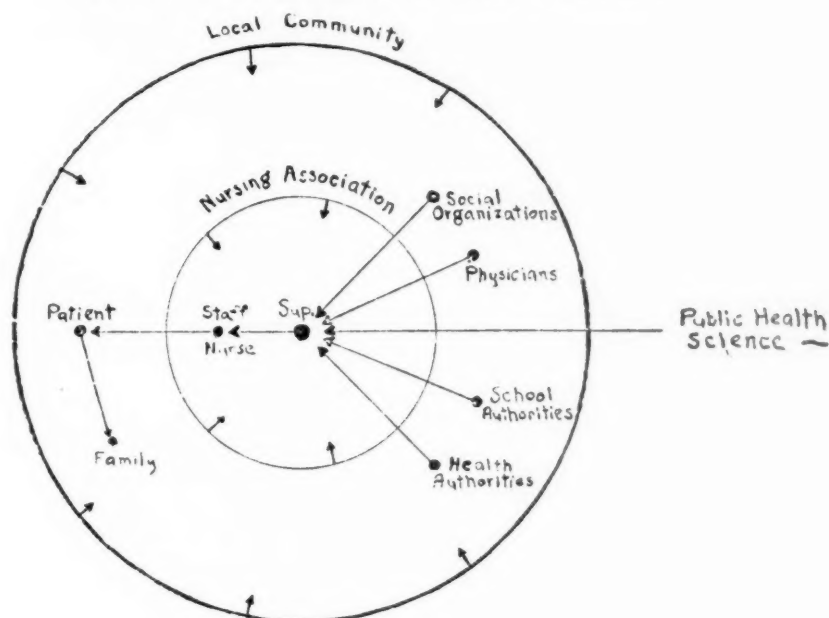 Local Community
Nursing Association
Social
Organizations
Physicians
Patient
Staff
Nurse
Sup.
Public Health
Science
School
Authorities
Family
Health
Authorities